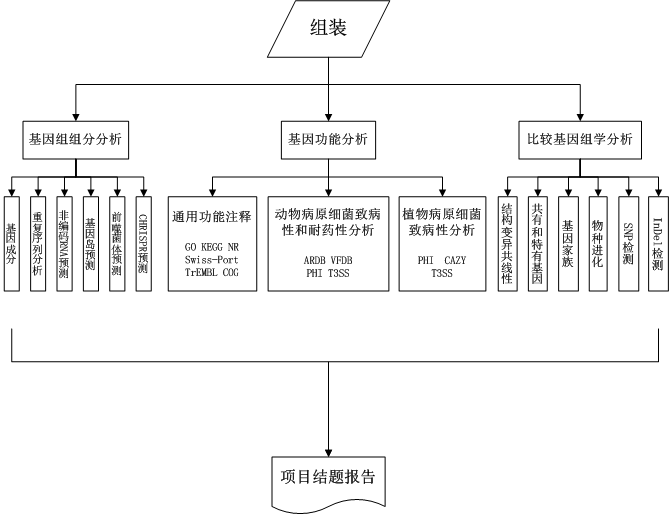 组装
基因组组分分析
基因功能分析
比较基因组学分析
基因成分
重复序列分析
非编码DNA预测
基因岛预测
前噬菌体预测
CHRISPR预测
通用功能注释
GO KEGG NR
Swiss-Port
TrEMBL COG
动物病原细菌致病
性和耐药性分析
ARDB VFDB
PHI T3SS
植物病原细菌
致病性分析
PHI CAZY
T3SS
结构变异共线性
共有和特有基因
基因家族
物种进化
SNP检测
InDel检测
项目结题报告